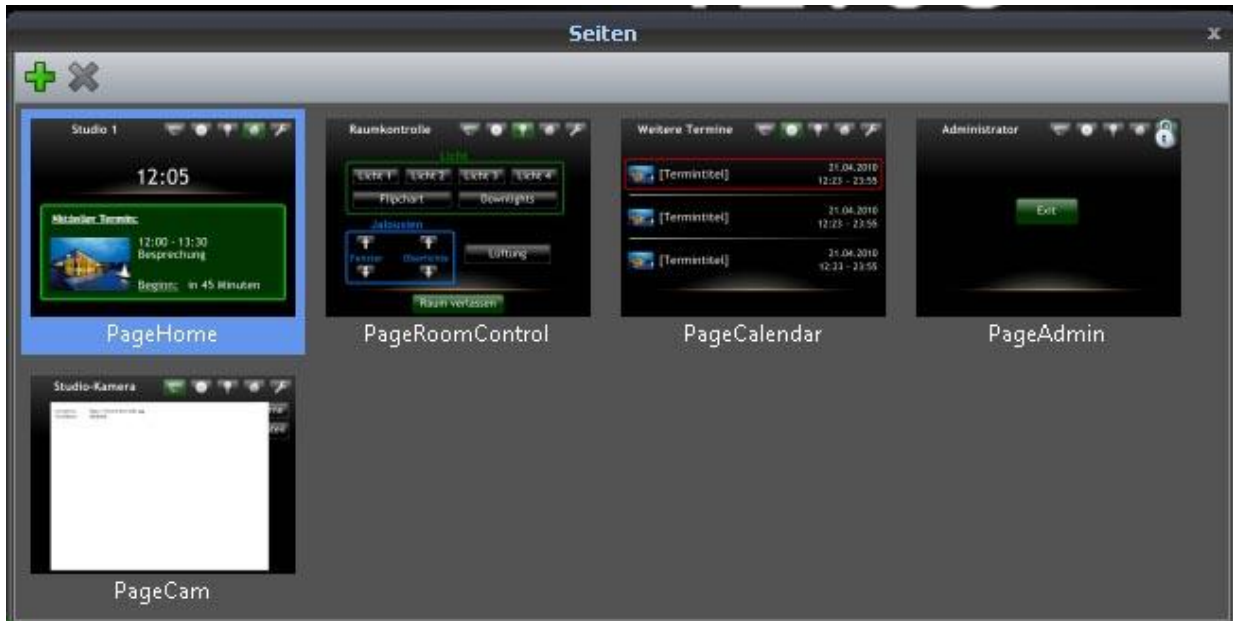 Seiten
x
Studio 1
12:05
Aktueller Termin:
12:00 - 13:30
Besprechung
Beginn: in 45 Minuten
PageHome
Raumkontrolle
Licht
Licht 1 Licht 2 Licht 3 Licht 4
Flipchart Downlights
Jalousien
Fenster Oberlichte
Lüftung
Raum verlassen
PageRoomControl
Weitere Termine
[Termintitel]
21.04.2010
12:23 - 23:55
[Termintitel]
21.04.2010
12:23 - 23:55
[Termintitel]
21.04.2010
12:23 - 23:55
PageCalendar
Administrator
Exit
PageAdmin
Studio-Kamera
PageCam